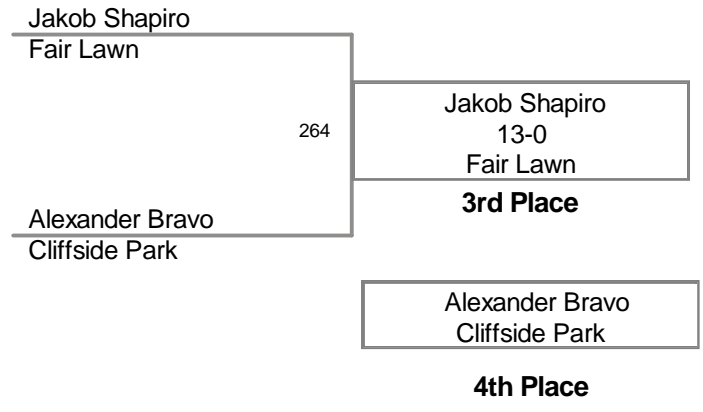 Jakob Shapiro
Fair Lawn
264
Jakob Shapiro
13-0
Fair Lawn
3rd Place
Alexander Bravo
Cliffside Park
Alexander Bravo
Cliffside Park
4th Place